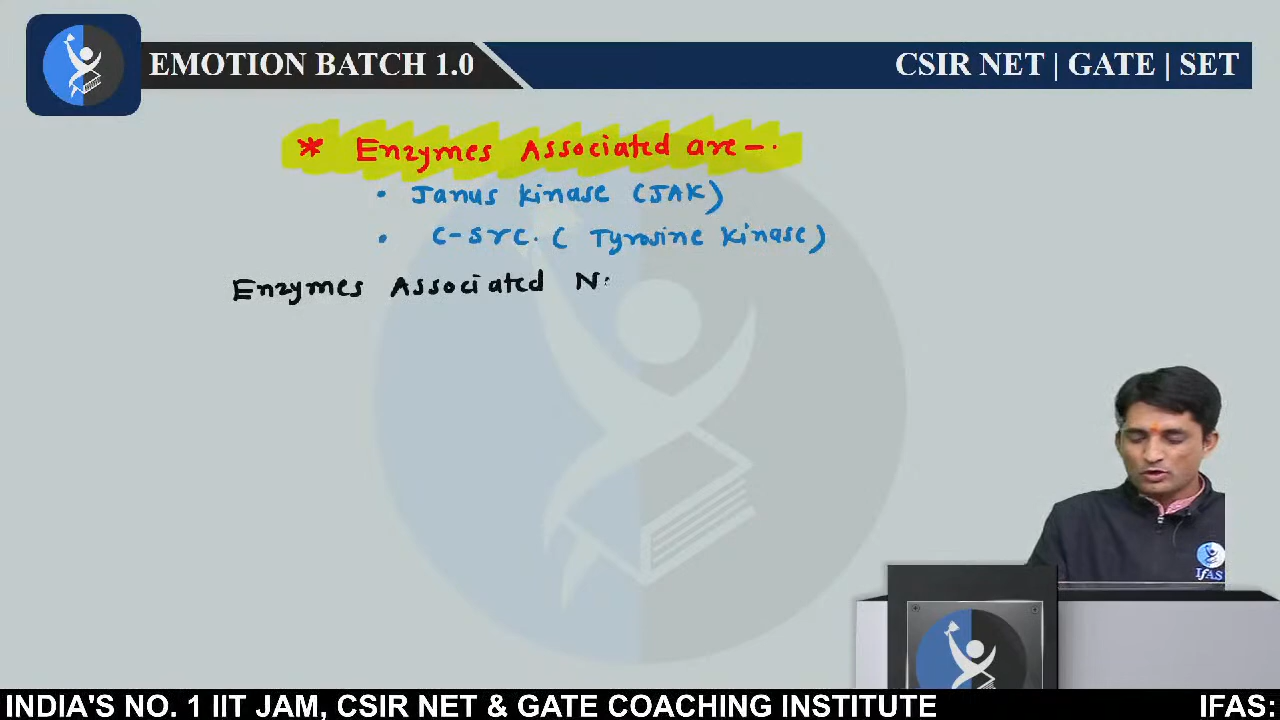 EMOTION BATCH 1.0
CSIR NET | GATE | SET
* Enzymes Associated are -.
• Janus kinase (JAK)
• C-Src. ( Tyrosine kinase)
Enzymes Associated N
IFAS
INDIA'S NO. 1 IIT JAM, CSIR NET & GATE COACHING INSTITUTE
IFAS: